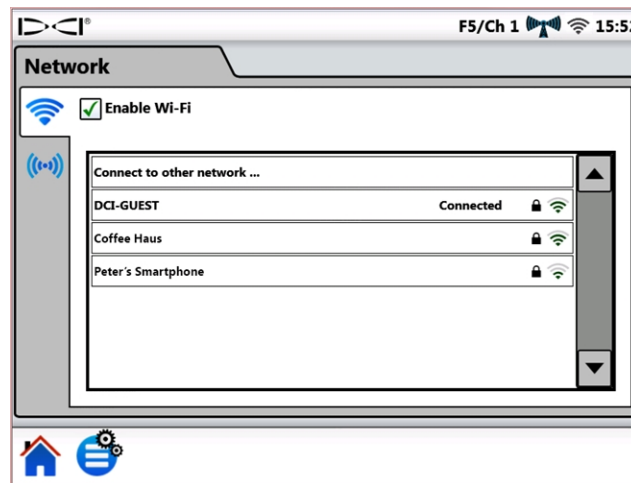 DCI®
F5/Ch 1
Network
Enable Wi-Fi
Connect to other network ...
DCI-GUEST Connected
Coffee Haus
Peter's Smartphone